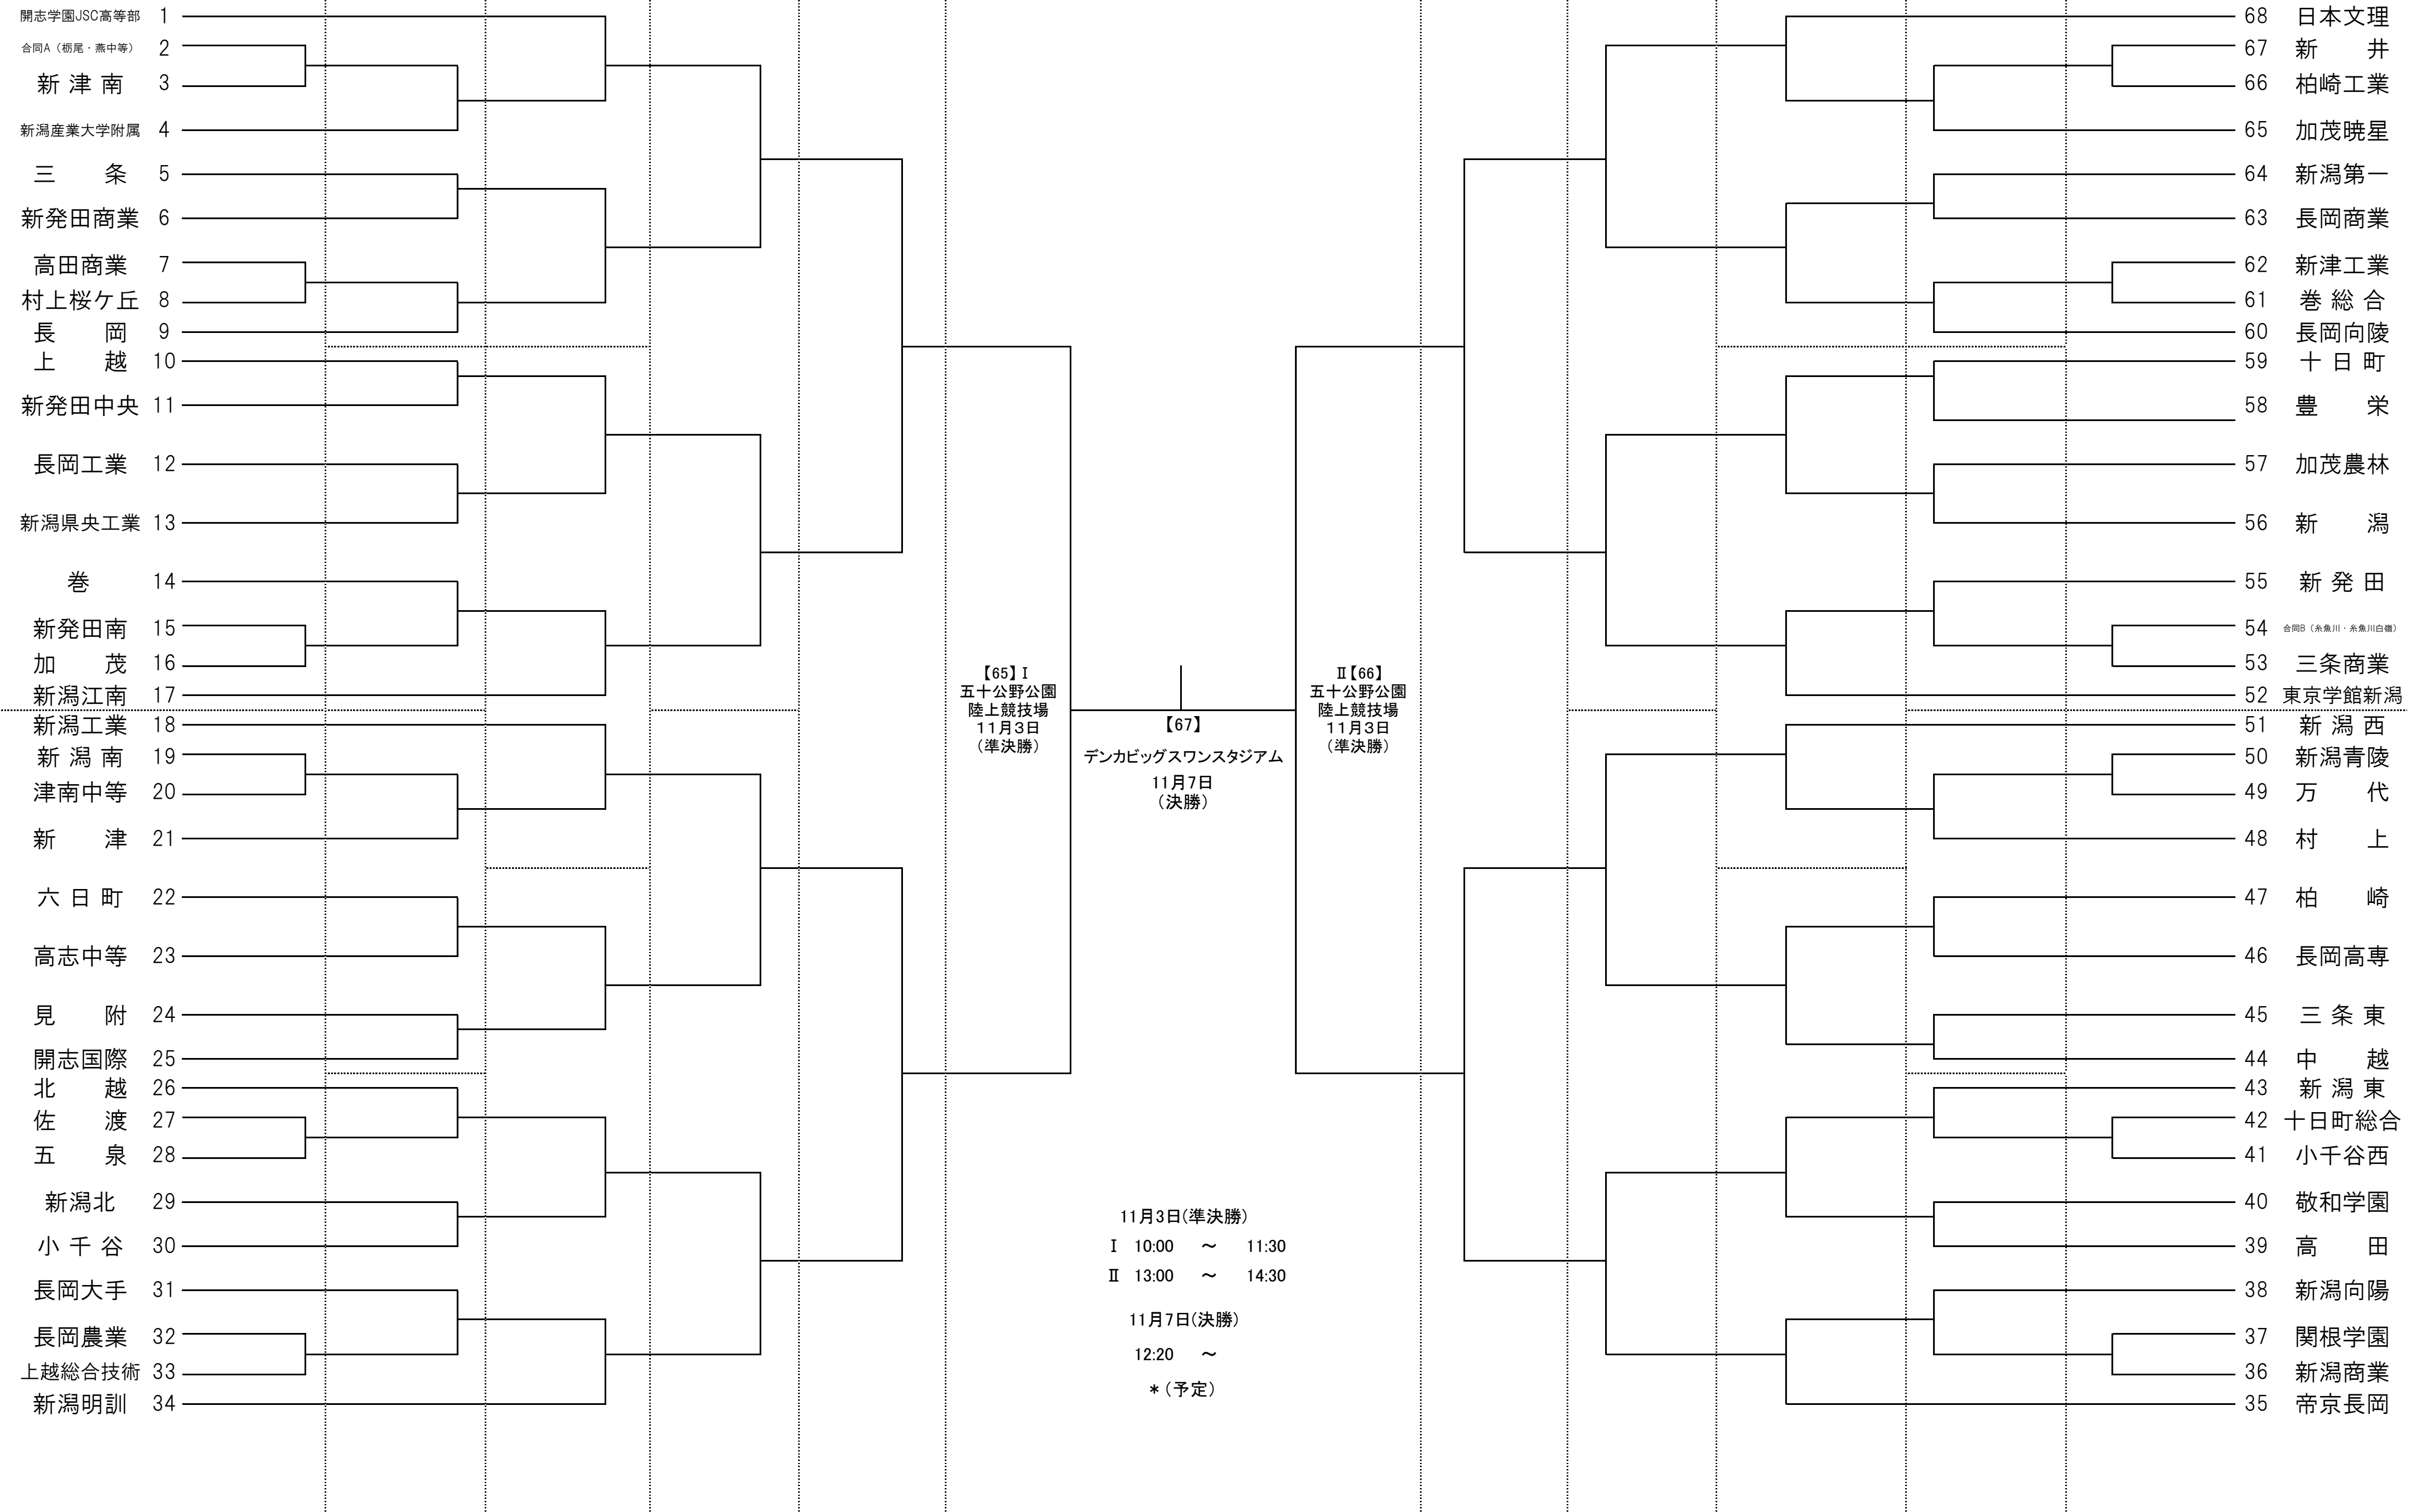 開志学園JSC高等部 1
合同A（栃尾・燕中等） 2
新津南 3
新潟産業大学附属 4
三条 5
新発田商業 6
高田商業 7
村上桜ケ丘 8
長岡 9
上越 10
新発田中央 11
長岡工業 12
新潟県央工業 13
巻 14
新発田南 15
加茂 16
新潟江南 17
新潟工業 18
新潟南 19
津南中等 20
新津 21
六日町 22
高志中等 23
見附 24
開志国際 25
北越 26
佐渡 27
五泉 28
新潟北 29
小千谷 30
長岡大手 31
長岡農業 32
上越総合技術 33
新潟明訓 34
【65】Ⅰ
五十公野公園
陸上競技場
11月3日
（準決勝）
【67】
デンカビッグスワンスタジアム
11月7日
（決勝）
Ⅱ【66】
五十公野公園
陸上競技場
11月3日
（準決勝）
11月3日(準決勝)
Ⅰ 10:00 ～ 11:30
Ⅱ 13:00 ～ 14:30
11月7日(決勝)
12:20 ～
＊（予定）
68 日本文理
67 新井
66 柏崎工業
65 加茂暁星
64 新潟第一
63 長岡商業
62 新津工業
61 巻総合
60 長岡向陵
59 十日町
58 豊栄
57 加茂農林
56 新潟
55 新発田
54 合同B（糸魚川・糸魚川白嶺）
53 三条商業
52 東京学館新潟
51 新潟西
50 新潟青陵
49 万代
48 村上
47 柏崎
46 長岡高専
45 三条東
44 中越
43 新潟東
42 十日町総合
41 小千谷西
40 敬和学園
39 高田
38 新潟向陽
37 関根学園
36 新潟商業
35 帝京長岡